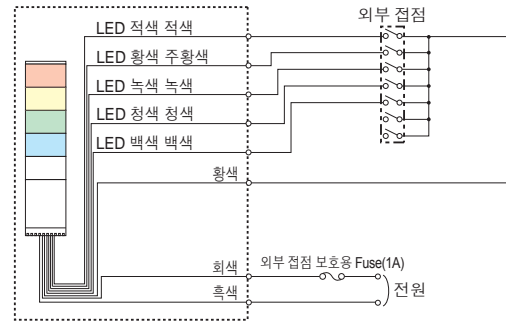 외부 접점
LED 적색 적색
LED 황색 주황색
LED 녹색 녹색
LED 청색 청색
LED 백색 백색
황색
회색
외부 접점 보호용 Fuse(1A)
흑색
전원